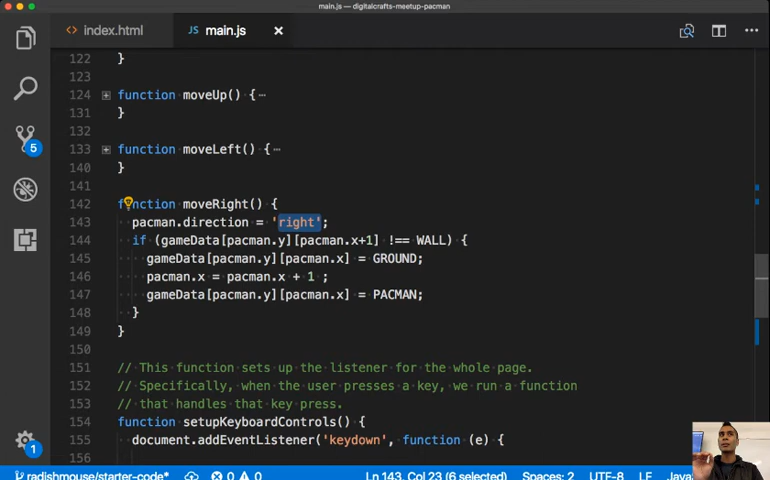 main.js — digitalcrafts-meetup-pacman
index.html
JS main.js
122 }
123
124 function moveUp() {
131 }
132
133 function moveLeft() {
140 }
141
142 function moveRight() {
143 pacman.direction = 'right';
144 if (gameData[pacman.y][pacman.x+1] !== WALL) {
145 gameData[pacman.y][pacman.x] = GROUND;
146 pacman.x = pacman.x + 1 ;
147 gameData[pacman.y][pacman.x] = PACMAN;
148 }
149 }
150
151 // This function sets up the listener for the whole page.
152 // Specifically, when the user presses a key, we run a function
153 // that handles that key press.
154 function setupKeyboardControls() {
155 document.addEventListener('keydown', function (e) {
156
5
1
radishmouse/starter-code* 0 0 Ln 143, Col 23 (6 selected) Spaces: 2 UTF-8 LF Java